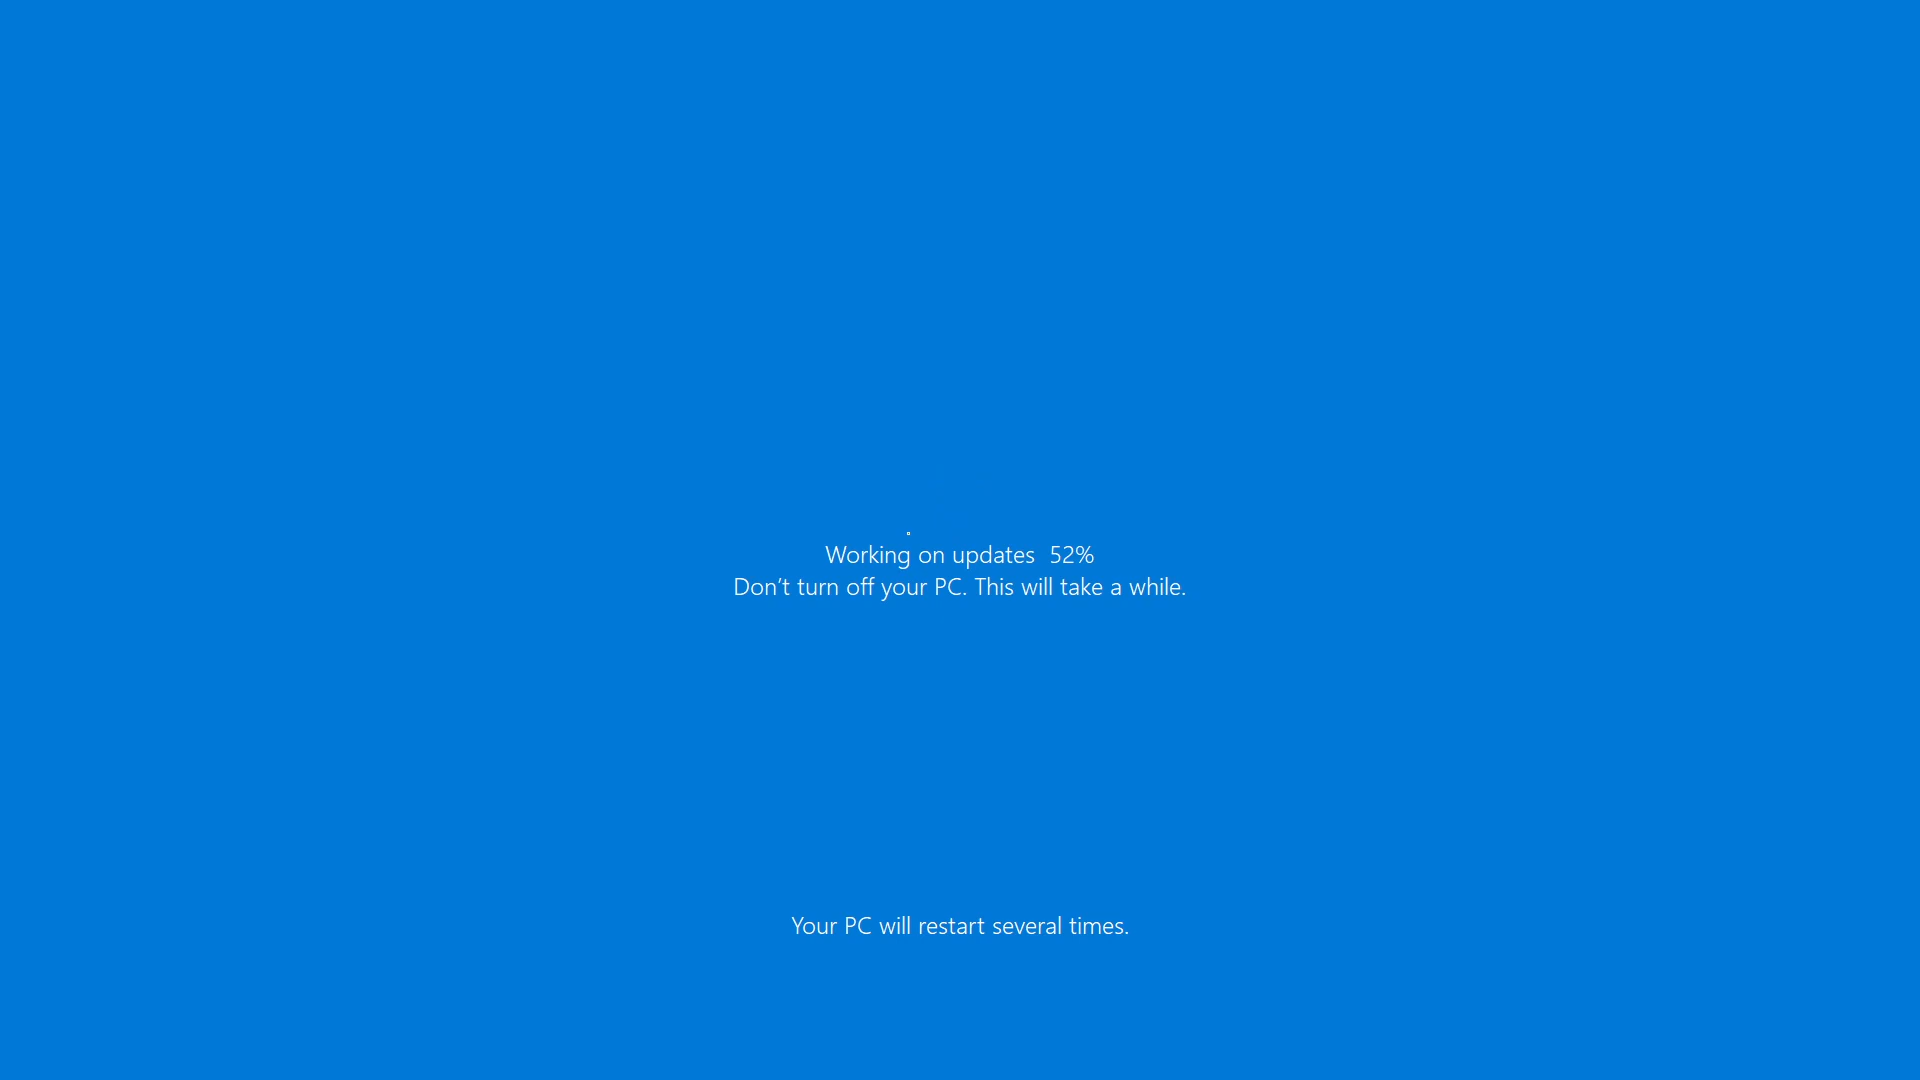 Working on updates  52%
Don’t turn off your PC. This will take a while.
Your PC will restart several times.